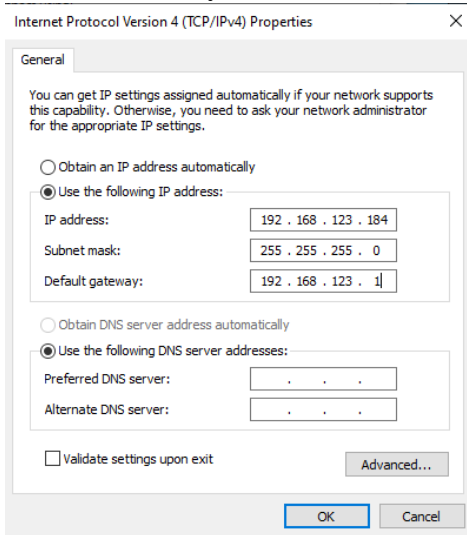 Internet Protocol Version 4 (TCP/IPv4) Properties
General
You can get IP settings assigned automatically if your network supports
this capability. Otherwise, you need to ask your network administrator
for the appropriate IP settings.
Obtain an IP address automatically
Use the following IP address:
IP address: 192 . 168 . 123 . 184
Subnet mask: 255 . 255 . 255 . 0
Default gateway: 192 . 168 . 123 . 1
Obtain DNS server address automatically
Use the following DNS server addresses:
Preferred DNS server: . . .
Alternate DNS server: . . .
Validate settings upon exit
Advanced...
OK Cancel